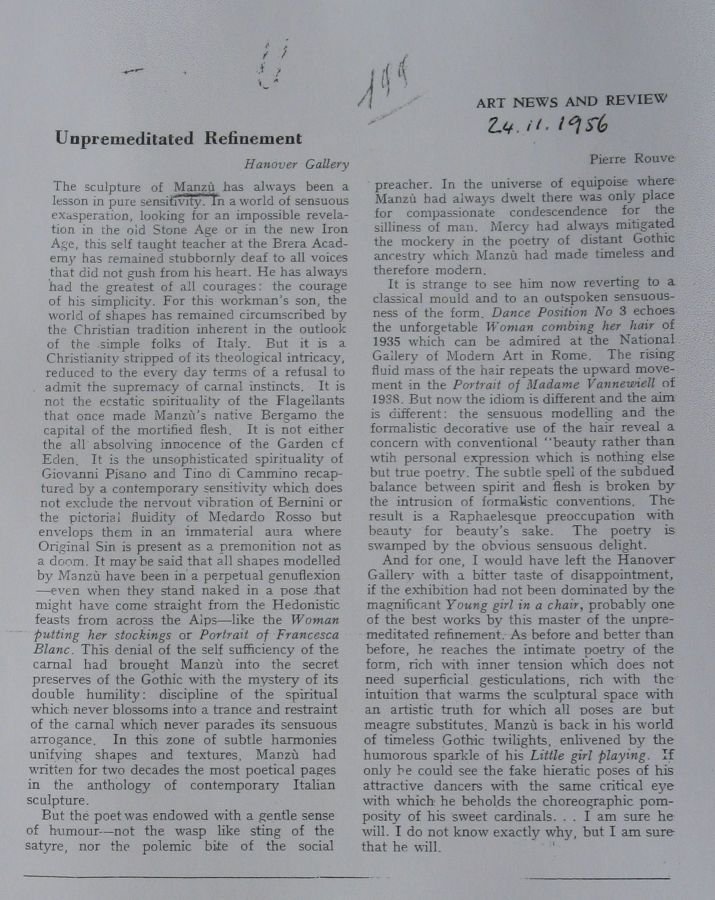 199
ART NEWS AND REVIEW
24.11.1956
Unpremeditated Refinement
Hanover Gallery
Pierre Rouve
The sculpture of Manzù has always been a
lesson in pure sensitivity. In a world of sensuous
exasperation, looking for an impossible revela-
tion in the old Stone Age or in the new Iron
Age, this self taught teacher at the Brera Acad-
emy has remained stubbornly deaf to all voices
that did not gush from his heart. He has always
had the greatest of all courages: the courage
of his simplicity. For this workman's son, the
world of shapes has remained circumscribed by
the Christian tradition inherent in the outlook
of the simple folks of Italy. But it is a
Christianity stripped of its theological intricacy,
reduced to the every day terms of a refusal to
admit the supremacy of carnal instincts. It is
not the ecstatic spirituality of the Flagellants
that once made Manzù's native Bergamo the
capital of the mortified flesh. It is not either
the all absolving innocence of the Garden of
Eden. It is the unsophisticated spirituality of
Giovanni Pisano and Tino di Cammino recap-
tured by a contemporary sensitivity which does
not exclude the nervout vibration of Bernini or
the pictorial fluidity of Medardo Rosso but
envelops them in an immaterial aura where
Original Sin is present as a premonition not as
a doom. It may be said that all shapes modelled
by Manzù have been in a perpetual genuflexion
—even when they stand naked in a pose that
might have come straight from the Hedonistic
feasts from across the Alps—like the Woman
putting her stockings or Portrait of Francesca
Blanc. This denial of the self sufficiency of the
carnal had brought Manzù into the secret
preserves of the Gothic with the mystery of its
double humility: discipline of the spiritual
which never blossoms into a trance and restraint
of the carnal which never parades its sensuous
arrogance. In this zone of subtle harmonies
unifying shapes and textures, Manzù had
written for two decades the most poetical pages
in the anthology of contemporary Italian
sculpture.
But the poet was endowed with a gentle sense
of humour—not the wasp like sting of the
satyre, nor the polemic bite of the social
preacher. In the universe of equipoise where
Manzù had always dwelt there was only place
for compassionate condescendence for the
silliness of man. Mercy had always mitigated
the mockery in the poetry of distant Gothic
ancestry which Manzù had made timeless and
therefore modern.
It is strange to see him now reverting to a
classical mould and to an outspoken sensuous-
ness of the form. Dance Position No 3 echoes
the unforgetable Woman combing her hair of
1935 which can be admired at the National
Gallery of Modern Art in Rome. The rising
fluid mass of the hair repeats the upward move-
ment in the Portrait of Madame Vannewiell of
1938. But now the idiom is different and the aim
is different: the sensuous modelling and the
formalistic decorative use of the hair reveal a
concern with conventional "beauty rather than
wtih personal expression which is nothing else
but true poetry. The subtle spell of the subdued
balance between spirit and flesh is broken by
the intrusion of formalistic conventions. The
result is a Raphaelesque preoccupation with
beauty for beauty's sake. The poetry is
swamped by the obvious sensuous delight.
And for one, I would have left the Hanover
Gallery with a bitter taste of disappointment,
if the exhibition had not been dominated by the
magnificant Young girl in a chair, probably one
of the best works by this master of the unpre-
meditated refinement. As before and better than
before, he reaches the intimate poetry of the
form, rich with inner tension which does not
need superficial gesticulations, rich with the
intuition that warms the sculptural space with
an artistic truth for which all poses are but
meagre substitutes. Manzù is back in his world
of timeless Gothic twilights, enlivened by the
humorous sparkle of his Little girl playing. If
only he could see the fake hieratic poses of his
attractive dancers with the same critical eye
with which he beholds the choreographic pom-
posity of his sweet cardinals. . . I am sure he
will. I do not know exactly why, but I am sure
that he will.